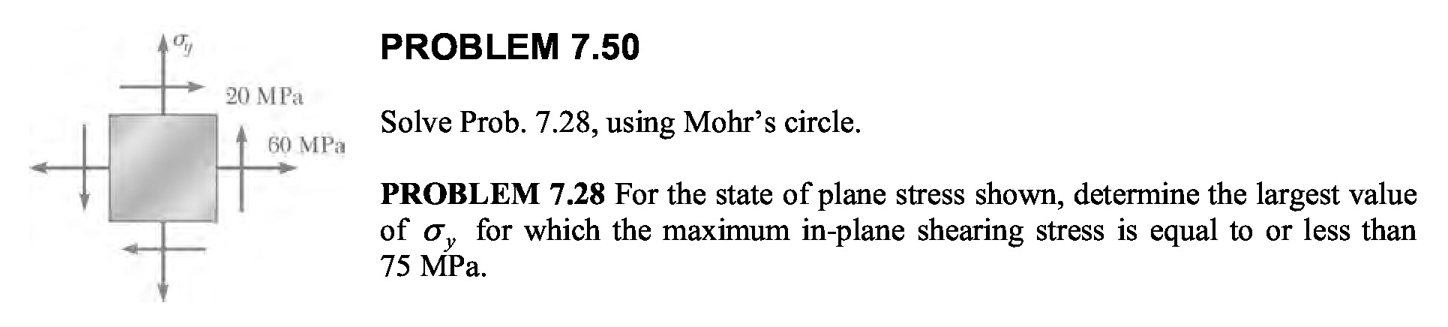 σy
20 MPa
60 MPa
PROBLEM 7.50
Solve Prob. 7.28, using Mohr's circle.
PROBLEM 7.28 For the state of plane stress shown, determine the largest value
of σy for which the maximum in-plane shearing stress is equal to or less than
75 MPa.